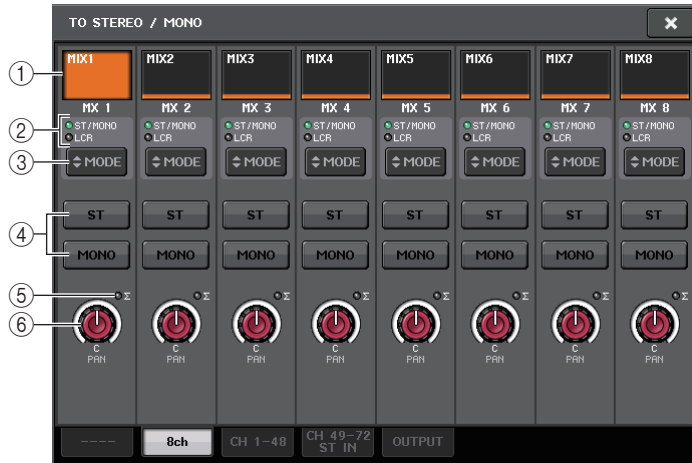 TO STEREO / MONO
MIX1 MIX2 MIX3 MIX4 MIX5 MIX6 MIX7 MIX8
① 
MX 1 MX 2 MX 3 MX 4 MX 5 MX 6 MX 7 MX 8
② ST/MONO ST/MONO ST/MONO ST/MONO ST/MONO ST/MONO ST/MONO ST/MONO
LCR LCR LCR LCR LCR LCR LCR LCR
③ MODE MODE MODE MODE MODE MODE MODE MODE
ST ST ST ST ST ST ST ST
④
MONO MONO MONO MONO MONO MONO MONO MONO
⑤ Σ Σ Σ Σ Σ Σ Σ Σ
⑥
C C C C C C C C
PAN PAN PAN PAN PAN PAN PAN PAN
---- 8ch CH 1-48 CH 49-72 OUTPUT
ST IN